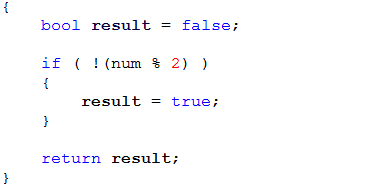 {
    bool result = false;

    if ( !(num % 2) )
    {
        result = true;
    }

    return result;
}